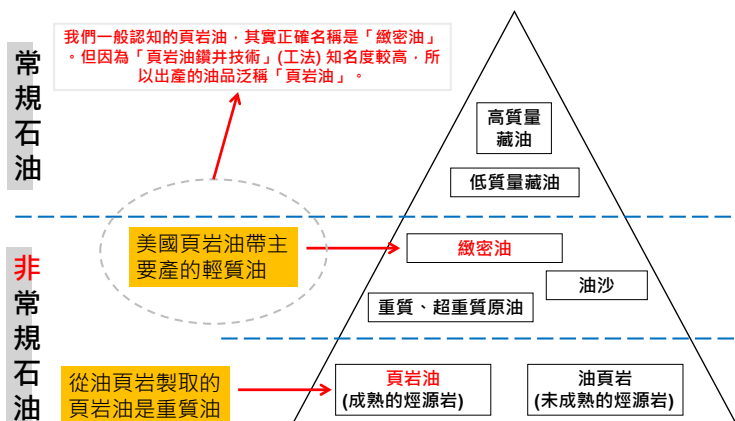 我們一般認知的頁岩油，其實正確名稱是「緻密油」
。但因為「頁岩油鑽井技術」(工法) 知名度較高，所
以出產的油品泛稱「頁岩油」。
常規石油
高質量
藏油
低質量藏油
美國頁岩油帶主
要產的輕質油
緻密油
油沙
重质、超重质原油
非常規石油
從油頁岩製取的
頁岩油是重質油
頁岩油
(成熟的烴源岩)
油頁岩
(未成熟的烴源岩)